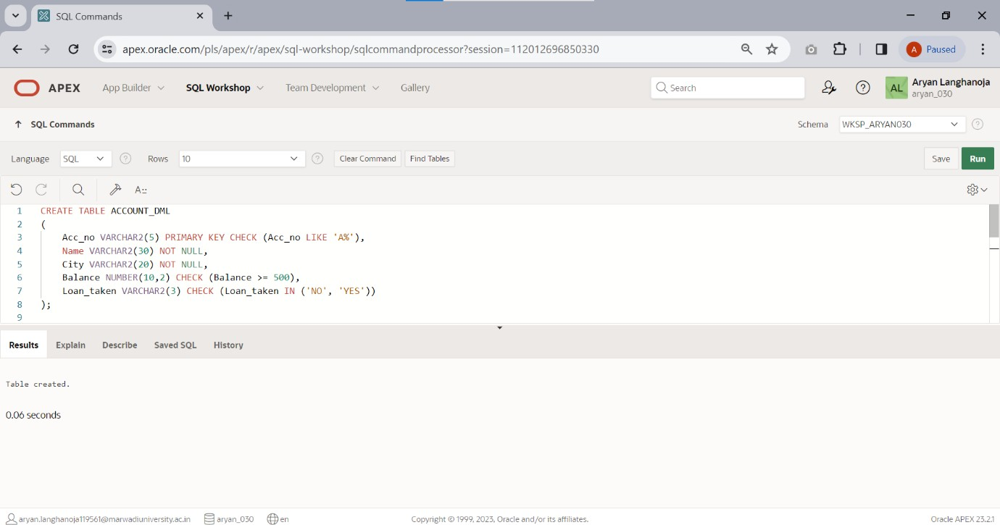 SQL Commands
apex.oracle.com/pls/apex/r/apex/sql-workshop/sqlcommandprocessor?session=112012696850330
A Paused
APEX App Builder SQL Workshop Team Development Gallery Search AL Aryan Langhanoja
aryan_030
SQL Commands Schema WKSP_ARYAN030
Language SQL Rows 10 Clear Command Find Tables Save Run
1 CREATE TABLE ACCOUNT_DML
2 (
3 Acc_no VARCHAR2(5) PRIMARY KEY CHECK (Acc_no LIKE 'A%'),
4 Name VARCHAR2(30) NOT NULL,
5 City VARCHAR2(20) NOT NULL,
6 Balance NUMBER(10,2) CHECK (Balance >= 500),
7 Loan_taken VARCHAR2(3) CHECK (Loan_taken IN ('NO', 'YES'))
8 );
9
Results Explain Describe Saved SQL History
Table created.
0.06 seconds
aryan.langhanoja119561@marwadiuniversity.ac.in aryan_030 en Copyright © 1999, 2023, Oracle and/or its affiliates. Oracle APEX 23.2.1